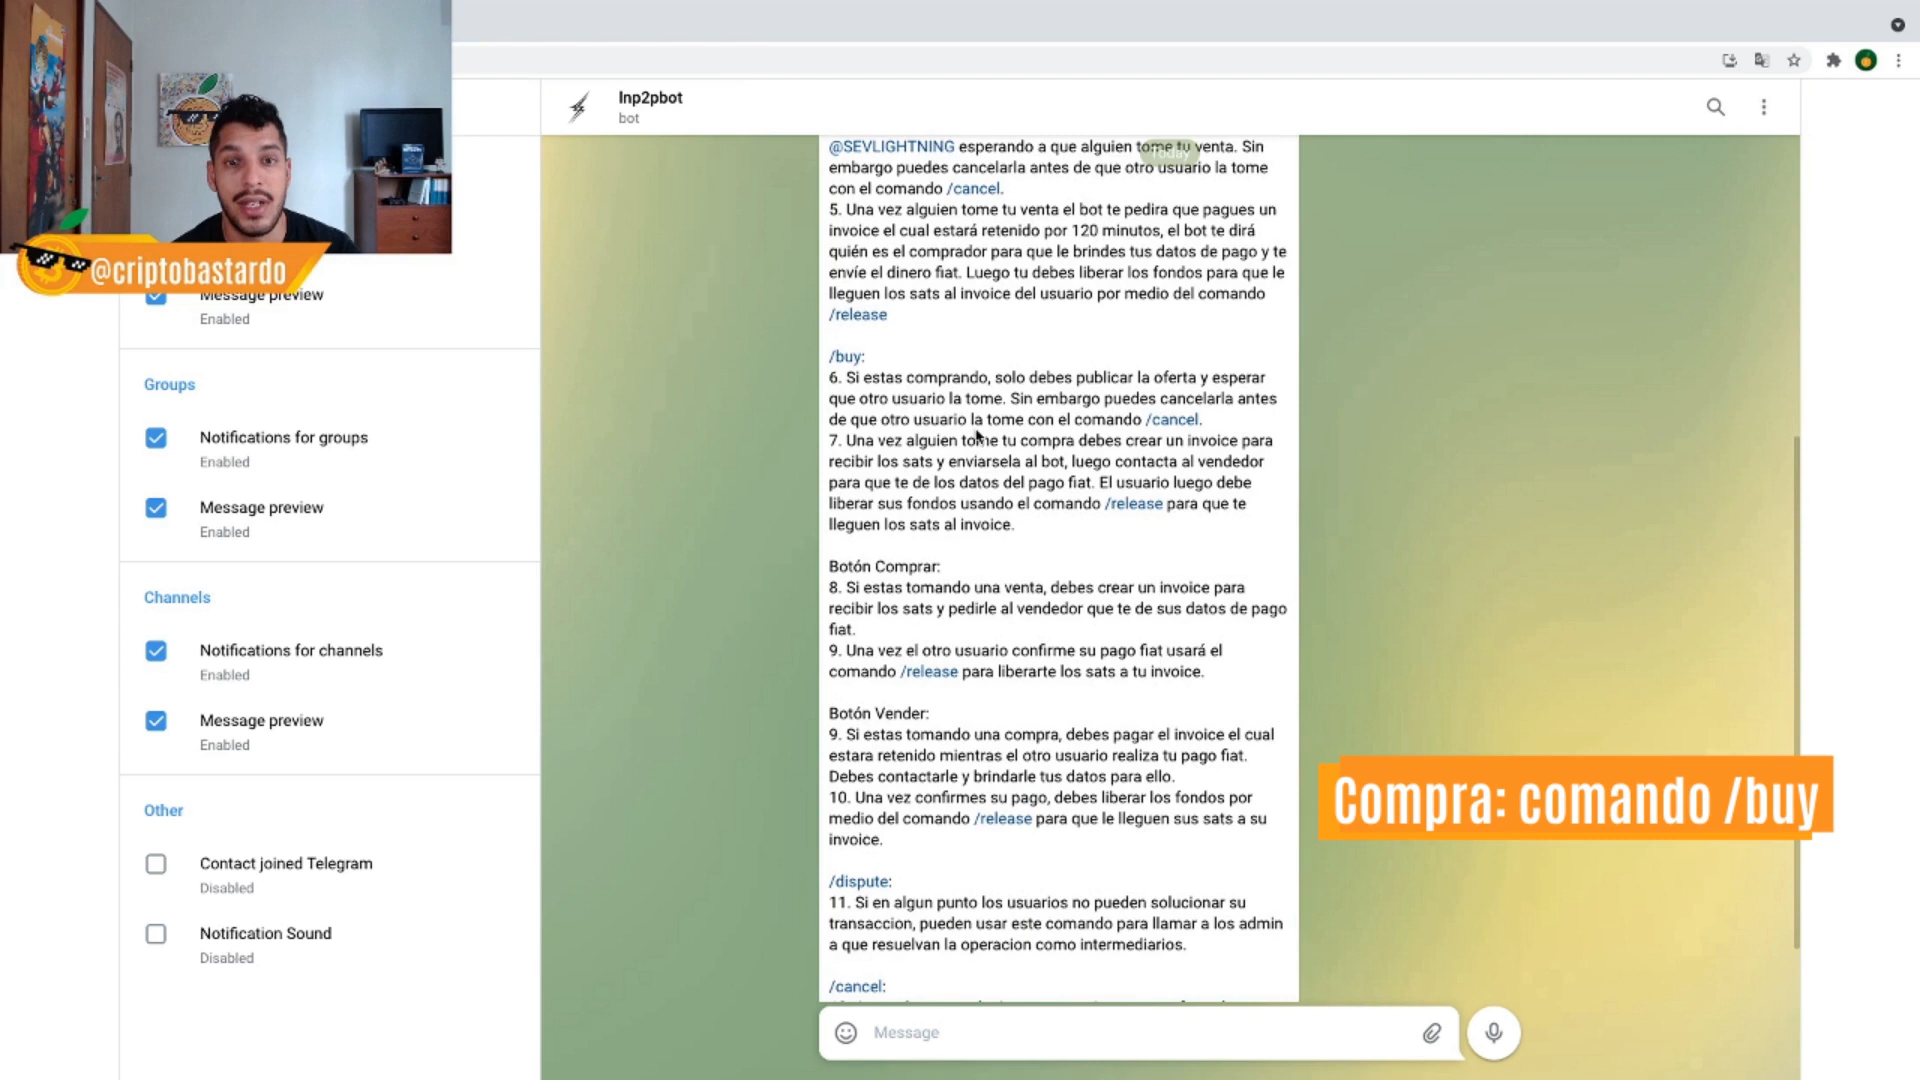 lnp2pbot
bot
@criptobastardo
Message preview
Enabled
Groups
Notifications for groups
Enabled
Message preview
Enabled
Channels
Notifications for channels
Enabled
Message preview
Enabled
Other
Contact joined Telegram
Disabled
Notification Sound
Disabled
Today
@SEVLIGHTNING esperando a que alguien tome tu venta. Sin
embargo puedes cancelarla antes de que otro usuario la tome
con el comando /cancel.
5. Una vez alguien tome tu venta el bot te pedira que pagues un
invoice el cual estará retenido por 120 minutos, el bot te dirá
quién es el comprador para que le brindes tus datos de pago y te
envíe el dinero fiat. Luego tu debes liberar los fondos para que le
lleguen los sats al invoice del usuario por medio del comando
/release
/buy:
6. Si estas comprando, solo debes publicar la oferta y esperar
que otro usuario la tome. Sin embargo puedes cancelarla antes
de que otro usuario la tome con el comando /cancel.
7. Una vez alguien tome tu compra debes crear un invoice para
recibir los sats y enviarsela al bot, luego contacta al vendedor
para que te de los datos del pago fiat. El usuario luego debe
liberar sus fondos usando el comando /release para que te
lleguen los sats al invoice.
Botón Comprar:
8. Si estas tomando una venta, debes crear un invoice para
recibir los sats y pedirle al vendedor que te de sus datos de pago
fiat.
9. Una vez el otro usuario confirme su pago fiat usará el
comando /release para liberarte los sats a tu invoice.
Botón Vender:
9. Si estas tomando una compra, debes pagar el invoice el cual
estara retenido mientras el otro usuario realiza tu pago fiat.
Debes contactarle y brindarle tus datos para ello.
10. Una vez confirmes su pago, debes liberar los fondos por
medio del comando /release para que le lleguen sus sats a su
invoice.
/dispute:
11. Si en algun punto los usuarios no pueden solucionar su
transaccion, pueden usar este comando para llamar a los admin
a que resuelvan la operacion como intermediarios.
/cancel:
Message
Compra: comando /buy